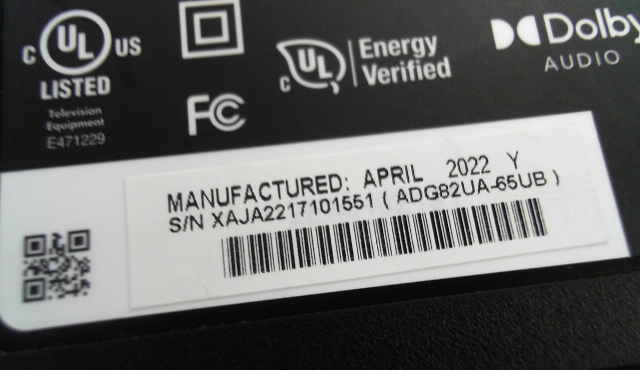 C UL US
LISTED
Television
Equipment
E471229
FC
C UL
Energy
Verified
Dolby
AUDIO
MANUFACTURED: APRIL 2022 Y
S/N XAJA2217101551 ( ADG82UA-65UB )